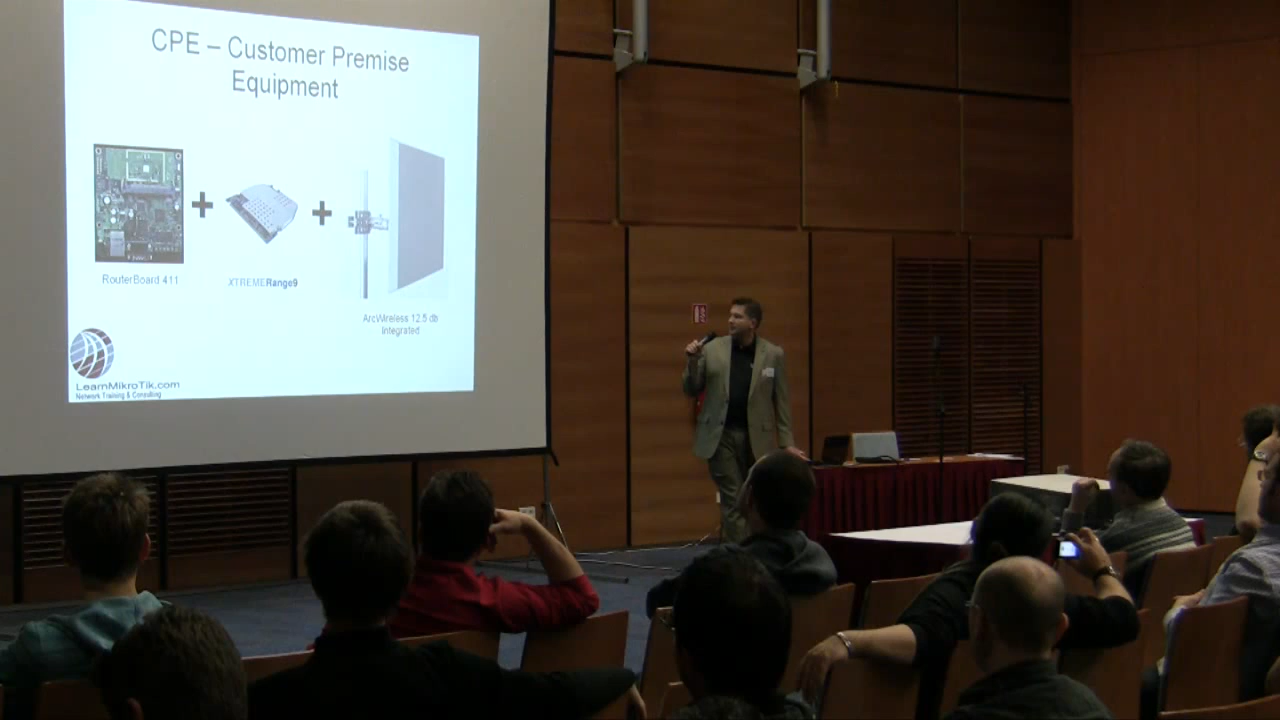 CPE – Customer Premise
Equipment
+
+
RouterBoard 411
XTREMERange9
ArcWireless 12.5 db
Integrated
LearnMikroTik.com
Network Training & Consulting